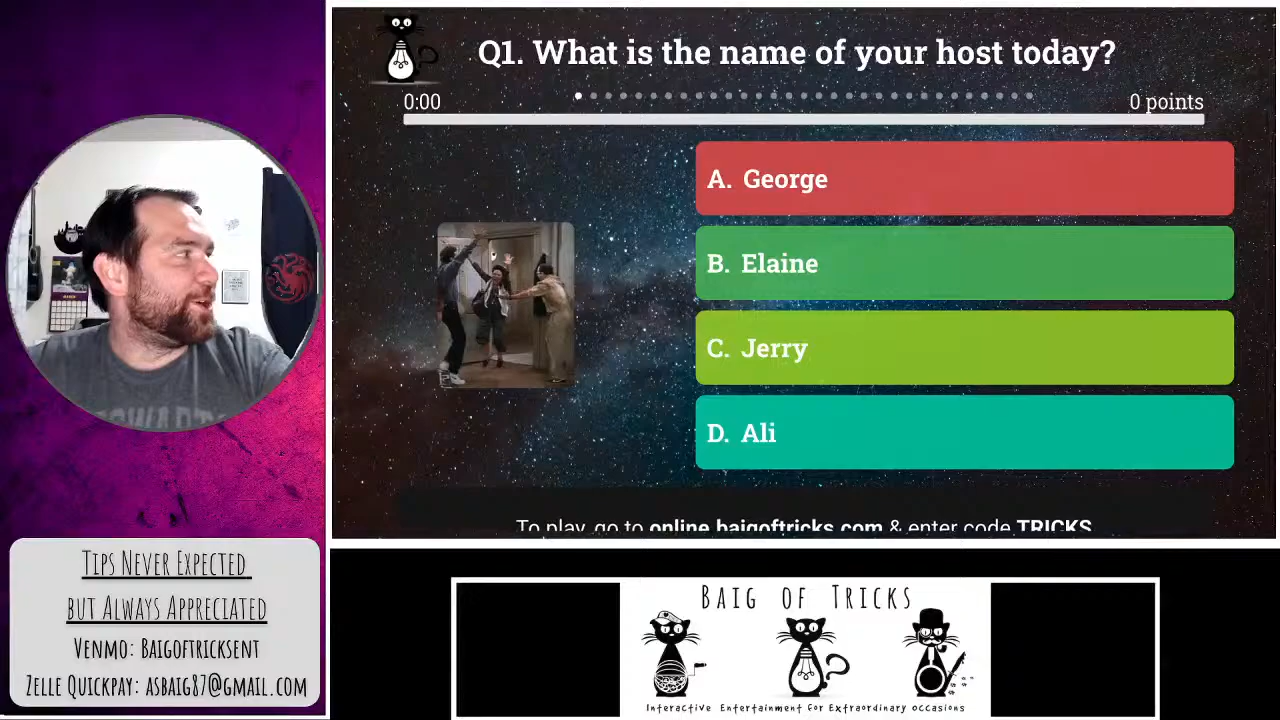 Q1. What is the name of your host today?
0:00
0 points
A. George
B. Elaine
C. Jerry
D. Ali
To play, go to online.baigoftricks.com & enter code TRICKS
Tips Never Expected
but Always Appreciated
Venmo: Baigoftricksent
Zelle Quickpay: asbaig87@gmail.com
Baig of Tricks
Interactive Entertainment for Extraordinary Occasions